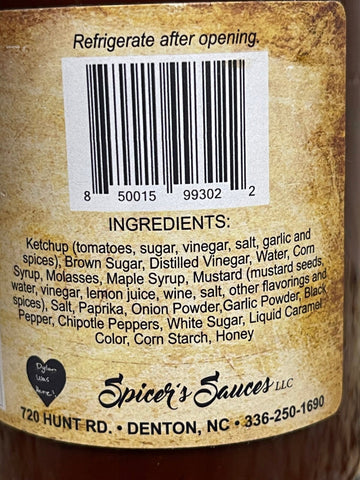 Refrigerate after opening.
8 50015 99302 2
INGREDIENTS:
Ketchup (tomatoes, sugar, vinegar, salt, garlic and
spices), Brown Sugar, Distilled Vinegar, Water, Corn
Syrup, Molasses, Maple Syrup, Mustard (mustard seeds,
water, vinegar, lemon juice, wine, salt, other flavorings and
spices), Salt, Paprika, Onion Powder,Garlic Powder, Black
Pepper, Chipotle Peppers, White Sugar, Liquid Caramel
Color, Corn Starch, Honey
Dylan
Was
Here!
Spicer's Sauces LLC
720 HUNT RD. • DENTON, NC • 336-250-1690